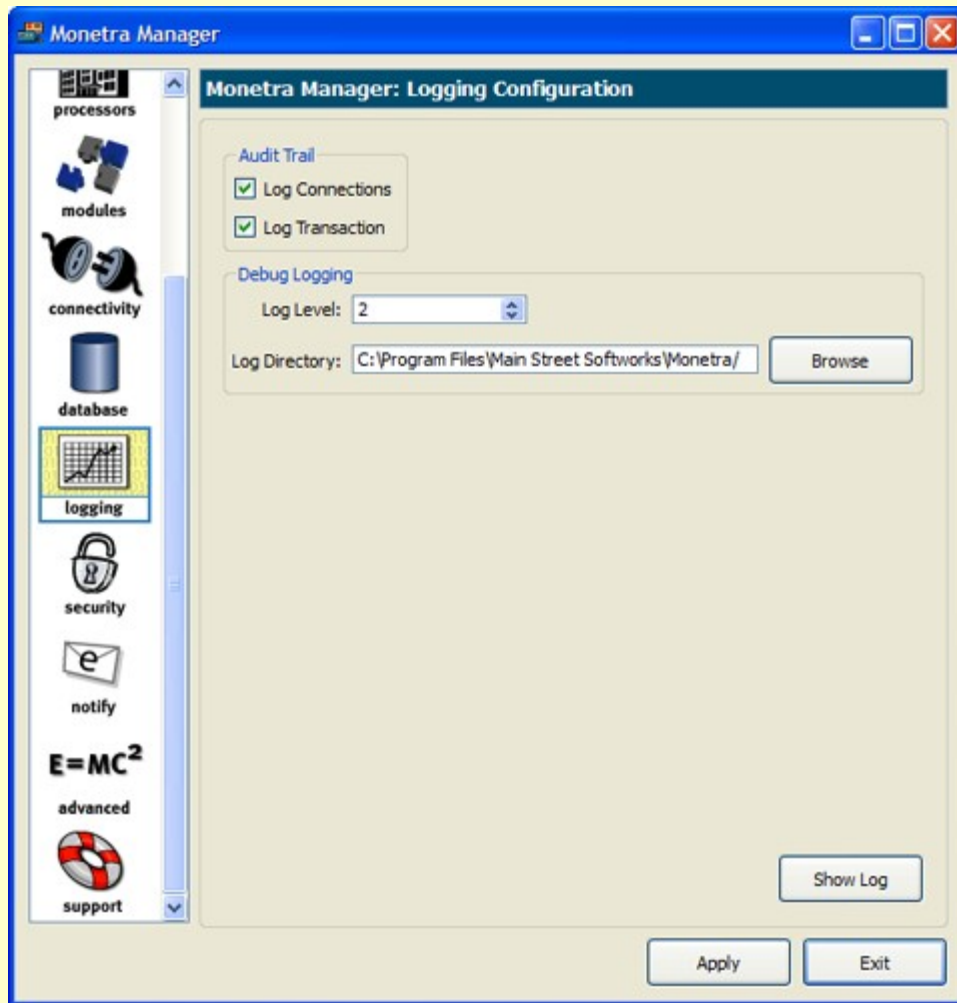 Monetra Manager
processors
modules
connectivity
database
logging
security
notify
E=MC²
advanced
support
Monetra Manager: Logging Configuration
Audit Trail
Log Connections
Log Transaction
Debug Logging
Log Level: 2
Log Directory: C:\Program Files\Main Street Softworks\Monetra/ Browse
Show Log
Apply Exit